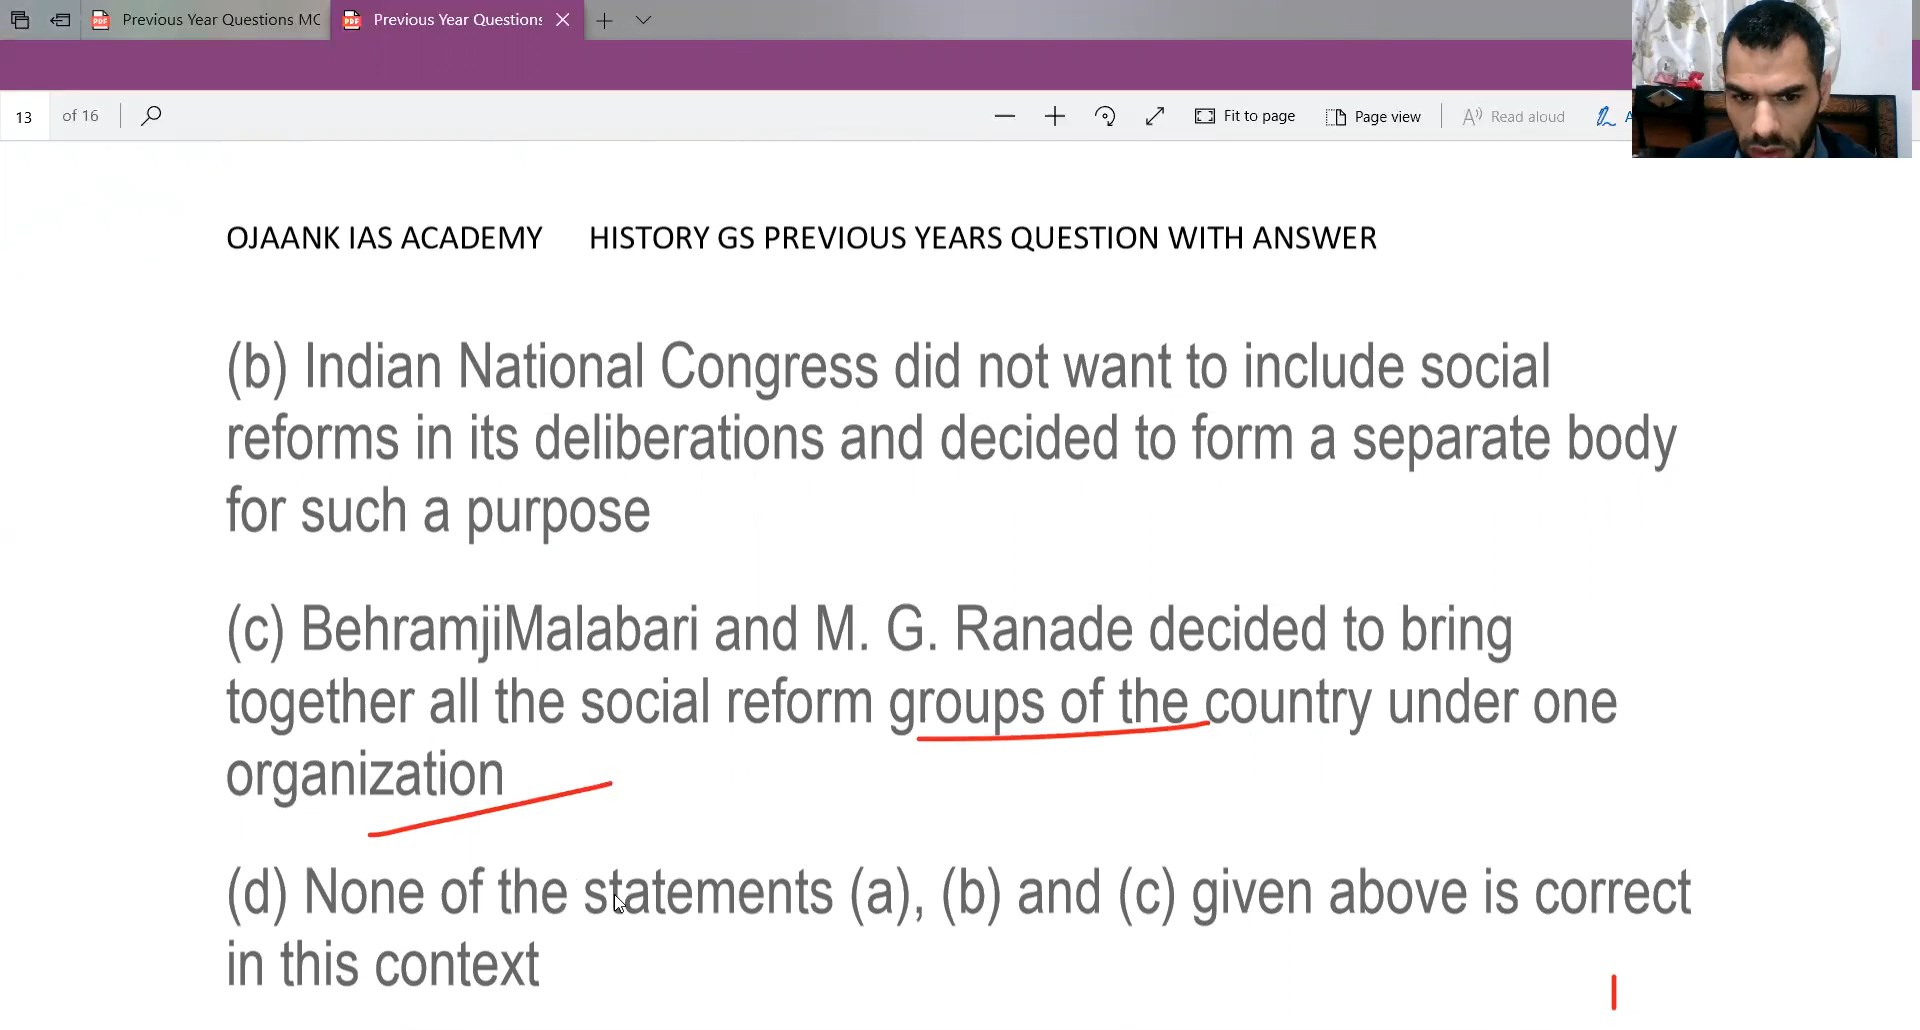 Previous Year Questions MC
Previous Year Questions
13 of 16
Fit to page
Page view
Read aloud
OJAANK IAS ACADEMY HISTORY GS PREVIOUS YEARS QUESTION WITH ANSWER
(b) Indian National Congress did not want to include social
reforms in its deliberations and decided to form a separate body
for such a purpose
(c) BehramjiMalabari and M. G. Ranade decided to bring
together all the social reform groups of the country under one
organization
(d) None of the statements (a), (b) and (c) given above is correct
in this context